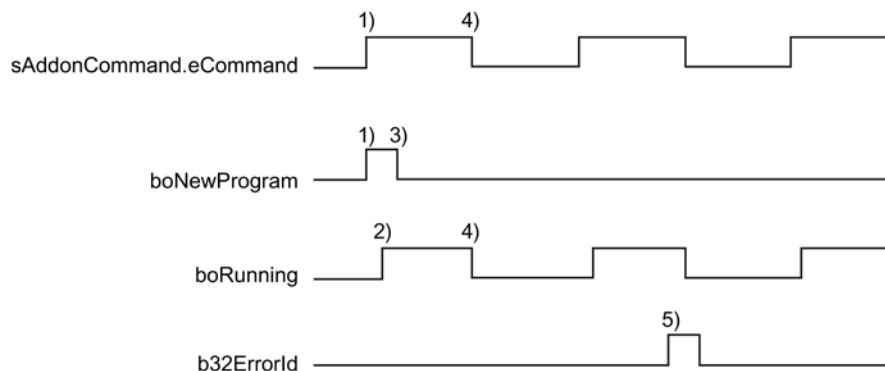 1) 4)
sAddonCommand.eCommand
1) 3)
boNewProgram
2) 4)
boRunning
5)
b32ErrorId